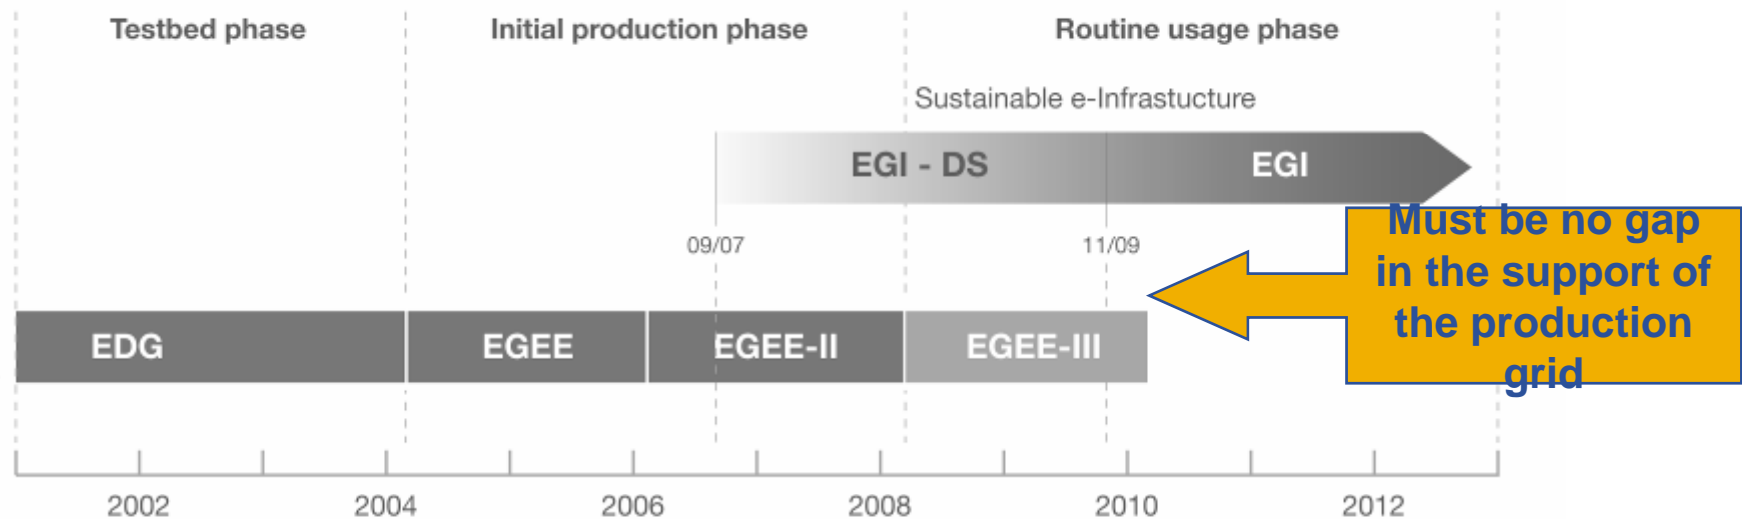 Testbed phase
Initial production phase
Routine usage phase
Sustainable e-Infrastucture
EGI - DS
EGI
09/07
11/09
Must be no gap
in the support of
the production
grid
EDG
EGEE
EGEE-II
EGEE-III
2002
2004
2006
2008
2010
2012